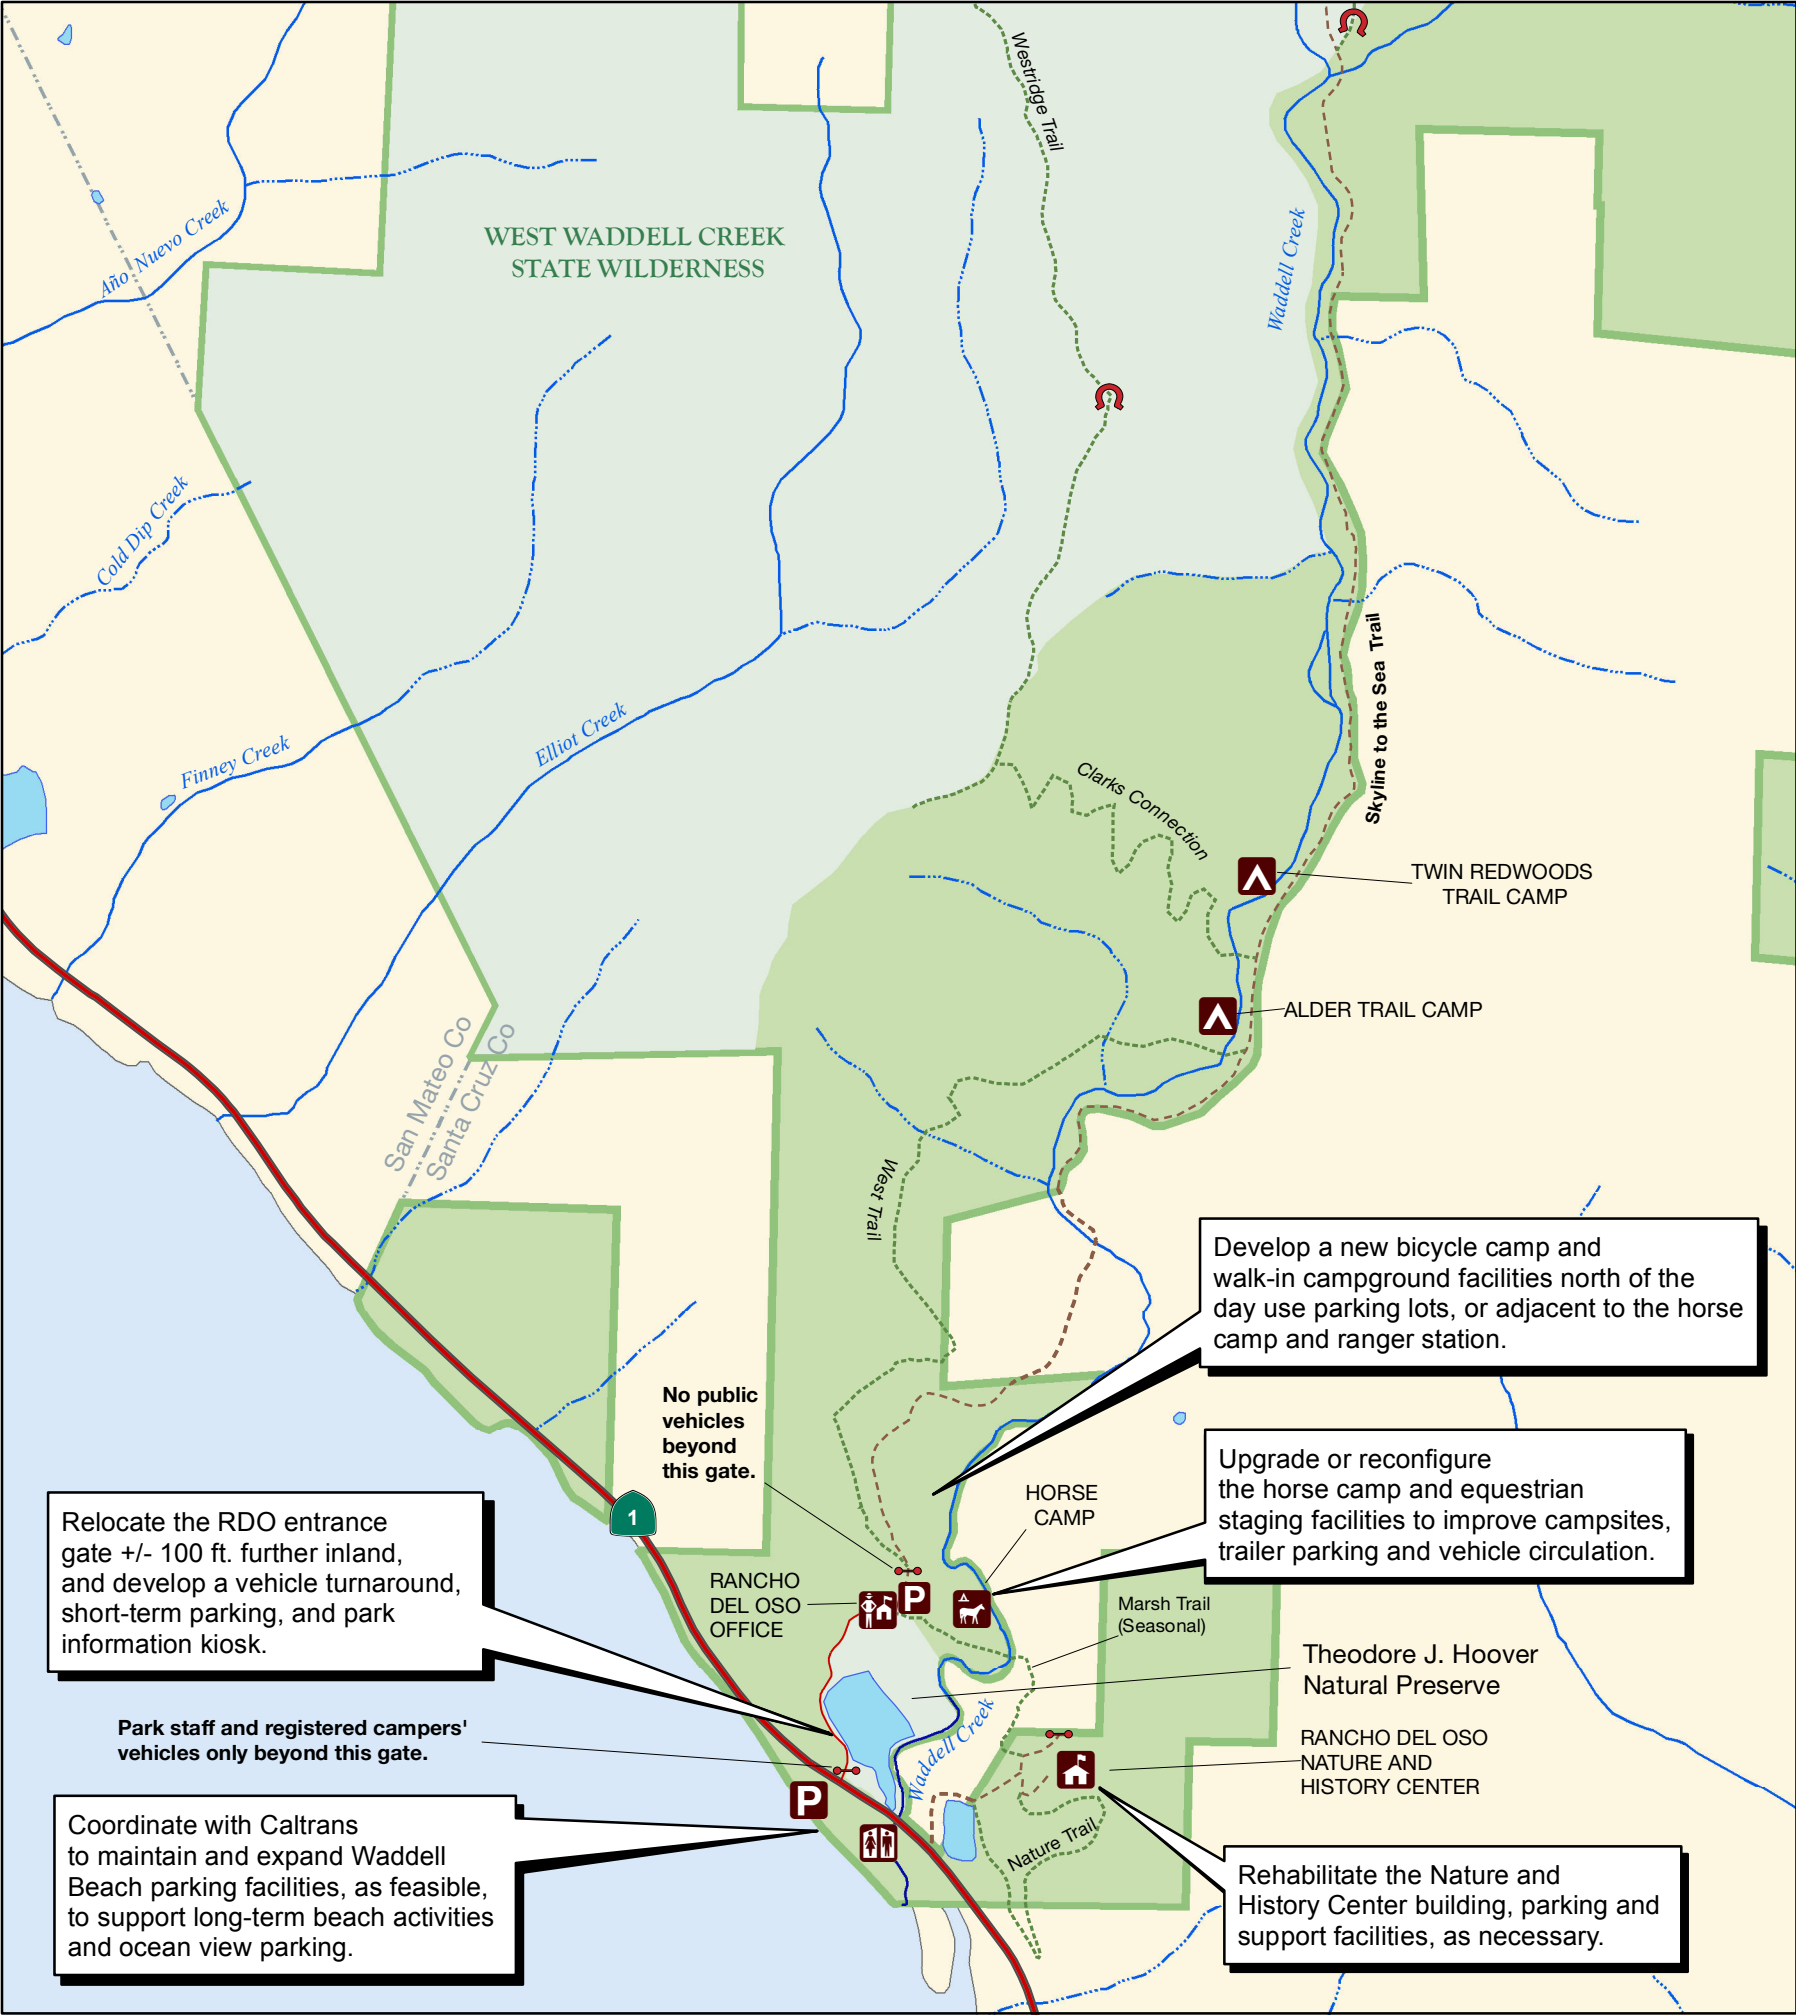 Westridge Trail
Año Nuevo Creek
WEST WADDELL CREEK
STATE WILDERNESS
Waddell Creek
Cold Dip Creek
Finney Creek
Elliot Creek
Skyline to the Sea Trail
Clarks Connection
TWIN REDWOODS
TRAIL CAMP
ALDER TRAIL CAMP
San Mateo Co
Santa Cruz Co
West Trail
Develop a new bicycle camp and
walk-in campground facilities north of the
day use parking lots, or adjacent to the horse
camp and ranger station.
No public
vehicles
beyond
this gate.
HORSE
CAMP
Upgrade or reconfigure
the horse camp and equestrian
staging facilities to improve campsites,
trailer parking and vehicle circulation.
1
Relocate the RDO entrance
gate +/- 100 ft. further inland,
and develop a vehicle turnaround,
short-term parking, and park
information kiosk.
RANCHO
DEL OSO
OFFICE
P
Marsh Trail
(Seasonal)
Theodore J. Hoover
Natural Preserve
Waddell Creek
Park staff and registered campers'
vehicles only beyond this gate.
RANCHO DEL OSO
NATURE AND
HISTORY CENTER
P
Coordinate with Caltrans
to maintain and expand Waddell
Beach parking facilities, as feasible,
to support long-term beach activities
and ocean view parking.
Nature Trail
Rehabilitate the Nature and
History Center building, parking and
support facilities, as necessary.